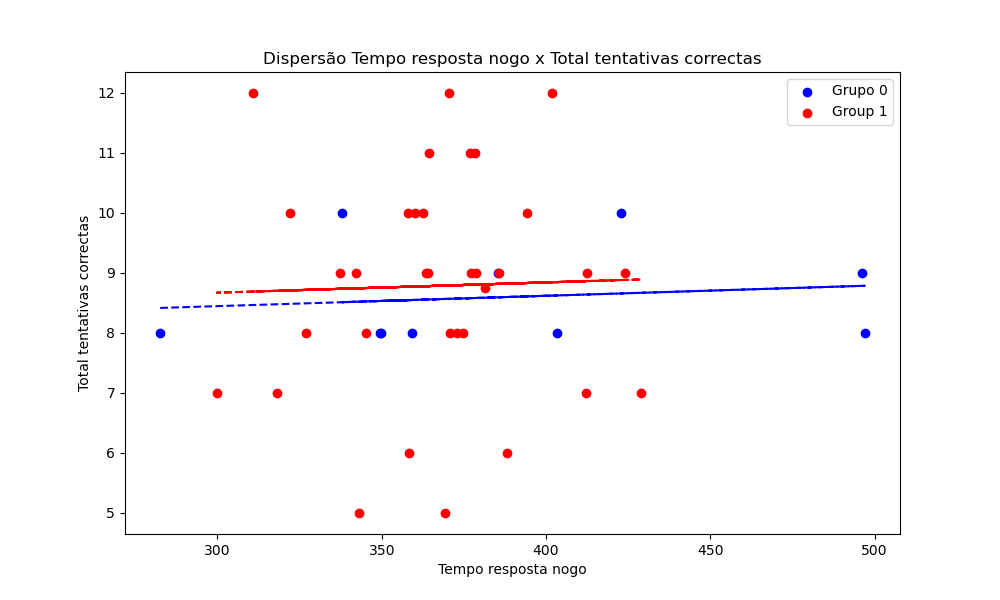 Dispersão Tempo resposta nogo x Total tentativas correctas
Grupo 0
Group 1
Total tentativas correctas
12
11
10
9
8
7
6
5
300
350
400
450
500
Tempo resposta nogo